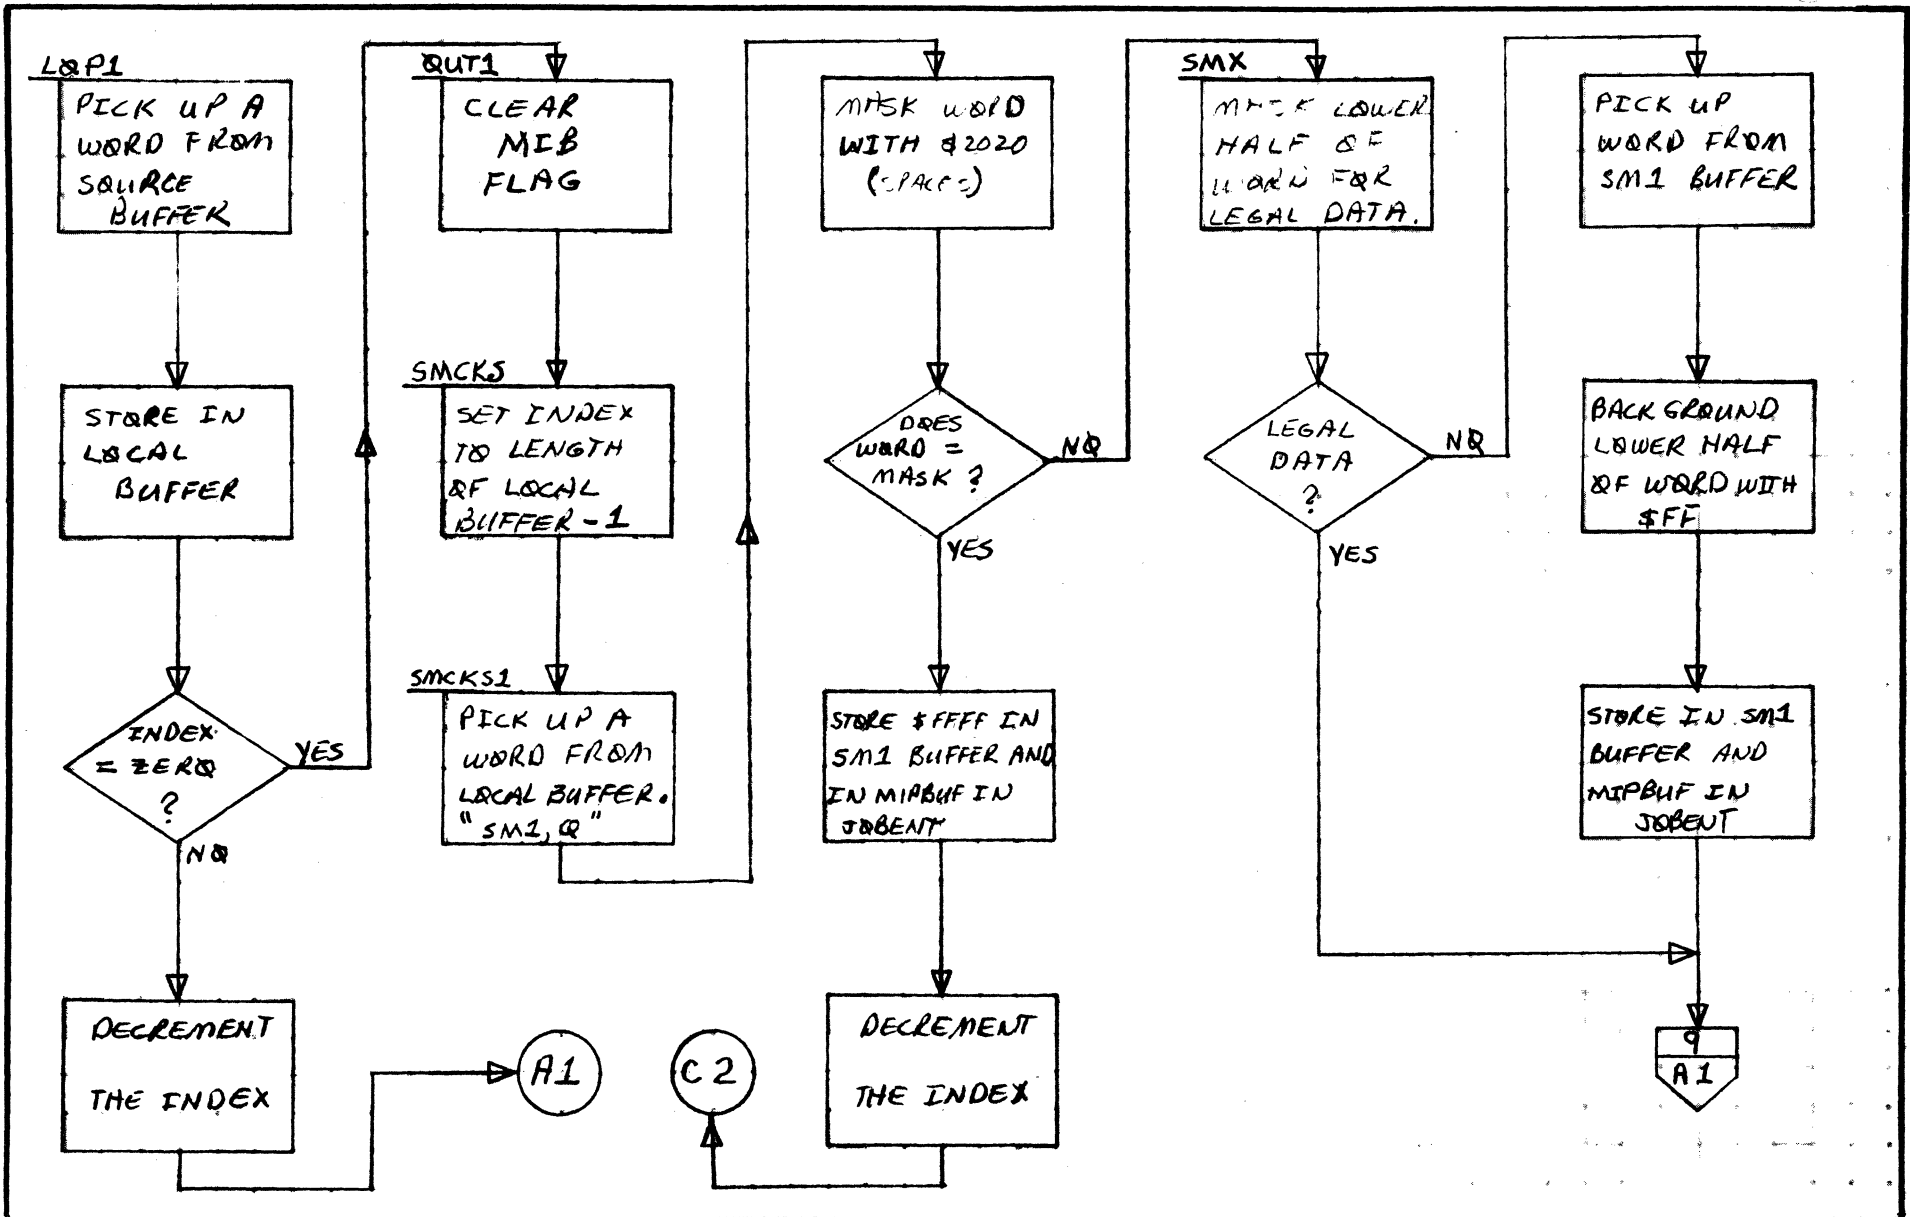 LOP1
PICK UP A
WORD FROM
SOURCE
BUFFER
STORE IN
LOCAL
BUFFER
INDEX
= ZERO
?
YES
NO
DECREMENT
THE INDEX
A1
OUT1
CLEAR
MIB
FLAG
SMCKS
SET INDEX
TO LENGTH
OF LOCAL
BUFFER-1
SMCKS1
PICK UP A
WORD FROM
LOCAL BUFFER.
"SM1,Q"
MASK WORD
WITH $2020
(SPACES)
DOES
WORD =
MASK ?
NO
YES
STORE $FFFF IN
SM1 BUFFER AND
IN MIPBUF IN
JOBENT
DECREMENT
THE INDEX
C2
SMX
MASK LOWER
HALF OF
WORD FOR
LEGAL DATA.
LEGAL
DATA
?
NO
YES
PICK UP
WORD FROM
SM1 BUFFER
BACKGROUND
LOWER HALF
OF WORD WITH
$FF
STORE IN SM1
BUFFER AND
MIPBUF IN
JOBENT
9
A1